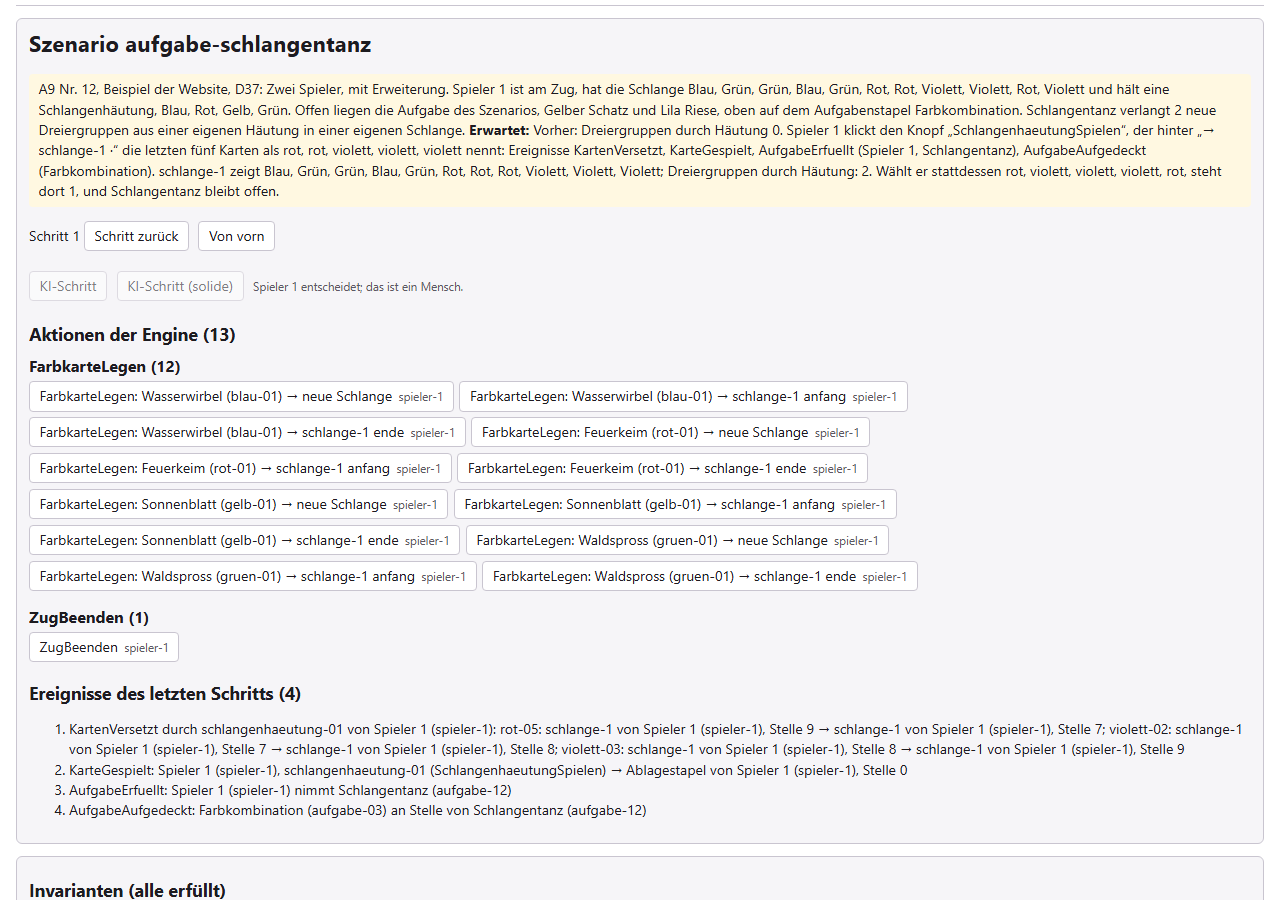 Szenario aufgabe-schlangentanz
A9 Nr. 12, Beispiel der Website, D37: Zwei Spieler, mit Erweiterung. Spieler 1 ist am Zug, hat die Schlange Blau, Grün, Grün, Blau, Grün, Rot, Rot, Violett, Violett, Rot, Violett und hält eine
Schlangenhäutung, Blau, Rot, Gelb, Grün. Offen liegen die Aufgabe des Szenarios, Gelber Schatz und Lila Riese, oben auf dem Aufgabenstapel Farbkombination. Schlangentanz verlangt 2 neue
Dreiergruppen aus einer eigenen Häutung in einer eigenen Schlange. Erwartet: Vorher: Dreiergruppen durch Häutung 0. Spieler 1 klickt den Knopf „SchlangenhaeutungSpielen“, der hinter „→
schlange-1 ·“ die letzten fünf Karten als rot, rot, violett, violett, violett nennt: Ereignisse KartenVersetzt, KarteGespielt, AufgabeErfuellt (Spieler 1, Schlangentanz), AufgabeAufgedeckt
(Farbkombination). schlange-1 zeigt Blau, Grün, Grün, Blau, Grün, Rot, Rot, Rot, Violett, Violett, Violett; Dreiergruppen durch Häutung: 2. Wählt er stattdessen rot, violett, violett, violett, rot, steht
dort 1, und Schlangentanz bleibt offen.
Schritt 1 Schritt zurück Von vorn
KI-Schritt KI-Schritt (solide) Spieler 1 entscheidet; das ist ein Mensch.
Aktionen der Engine (13)
FarbkarteLegen (12)
FarbkarteLegen: Wasserwirbel (blau-01) → neue Schlange spieler-1 FarbkarteLegen: Wasserwirbel (blau-01) → schlange-1 anfang spieler-1
FarbkarteLegen: Wasserwirbel (blau-01) → schlange-1 ende spieler-1 FarbkarteLegen: Feuerkeim (rot-01) → neue Schlange spieler-1
FarbkarteLegen: Feuerkeim (rot-01) → schlange-1 anfang spieler-1 FarbkarteLegen: Feuerkeim (rot-01) → schlange-1 ende spieler-1
FarbkarteLegen: Sonnenblatt (gelb-01) → neue Schlange spieler-1 FarbkarteLegen: Sonnenblatt (gelb-01) → schlange-1 anfang spieler-1
FarbkarteLegen: Sonnenblatt (gelb-01) → schlange-1 ende spieler-1 FarbkarteLegen: Waldspross (gruen-01) → neue Schlange spieler-1
FarbkarteLegen: Waldspross (gruen-01) → schlange-1 anfang spieler-1 FarbkarteLegen: Waldspross (gruen-01) → schlange-1 ende spieler-1
ZugBeenden (1)
ZugBeenden spieler-1
Ereignisse des letzten Schritts (4)
1. KartenVersetzt durch schlangenhaeutung-01 von Spieler 1 (spieler-1): rot-05: schlange-1 von Spieler 1 (spieler-1), Stelle 9 → schlange-1 von Spieler 1 (spieler-1), Stelle 7; violett-02: schlange-1
von Spieler 1 (spieler-1), Stelle 7 → schlange-1 von Spieler 1 (spieler-1), Stelle 8; violett-03: schlange-1 von Spieler 1 (spieler-1), Stelle 8 → schlange-1 von Spieler 1 (spieler-1), Stelle 9
2. KarteGespielt: Spieler 1 (spieler-1), schlangenhaeutung-01 (SchlangenhaeutungSpielen) → Ablagestapel von Spieler 1 (spieler-1), Stelle 0
3. AufgabeErfuellt: Spieler 1 (spieler-1) nimmt Schlangentanz (aufgabe-12)
4. AufgabeAufgedeckt: Farbkombination (aufgabe-03) an Stelle von Schlangentanz (aufgabe-12)
Invarianten (alle erfüllt)